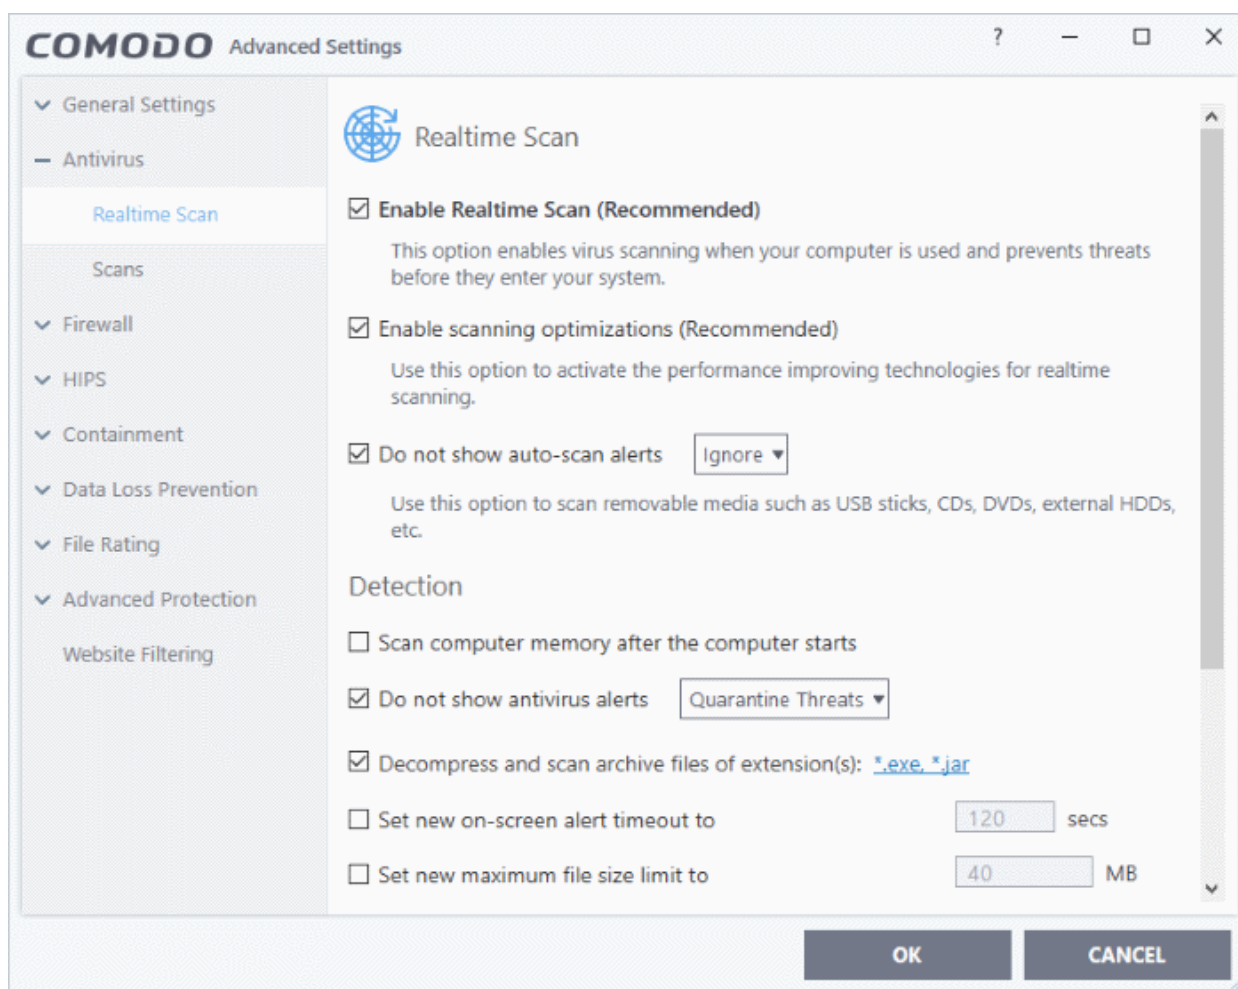 COMODO Advanced Settings
?
General Settings
Antivirus
Realtime Scan
Scans
Firewall
HIPS
Containment
Data Loss Prevention
File Rating
Advanced Protection
Website Filtering
Realtime Scan
Enable Realtime Scan (Recommended)
This option enables virus scanning when your computer is used and prevents threats
before they enter your system.
Enable scanning optimizations (Recommended)
Use this option to activate the performance improving technologies for realtime
scanning.
Do not show auto-scan alerts Ignore
Use this option to scan removable media such as USB sticks, CDs, DVDs, external HDDs,
etc.
Detection
Scan computer memory after the computer starts
Do not show antivirus alerts Quarantine Threats
Decompress and scan archive files of extension(s): *.exe, *.jar
Set new on-screen alert timeout to 120 secs
Set new maximum file size limit to 40 MB
OK CANCEL